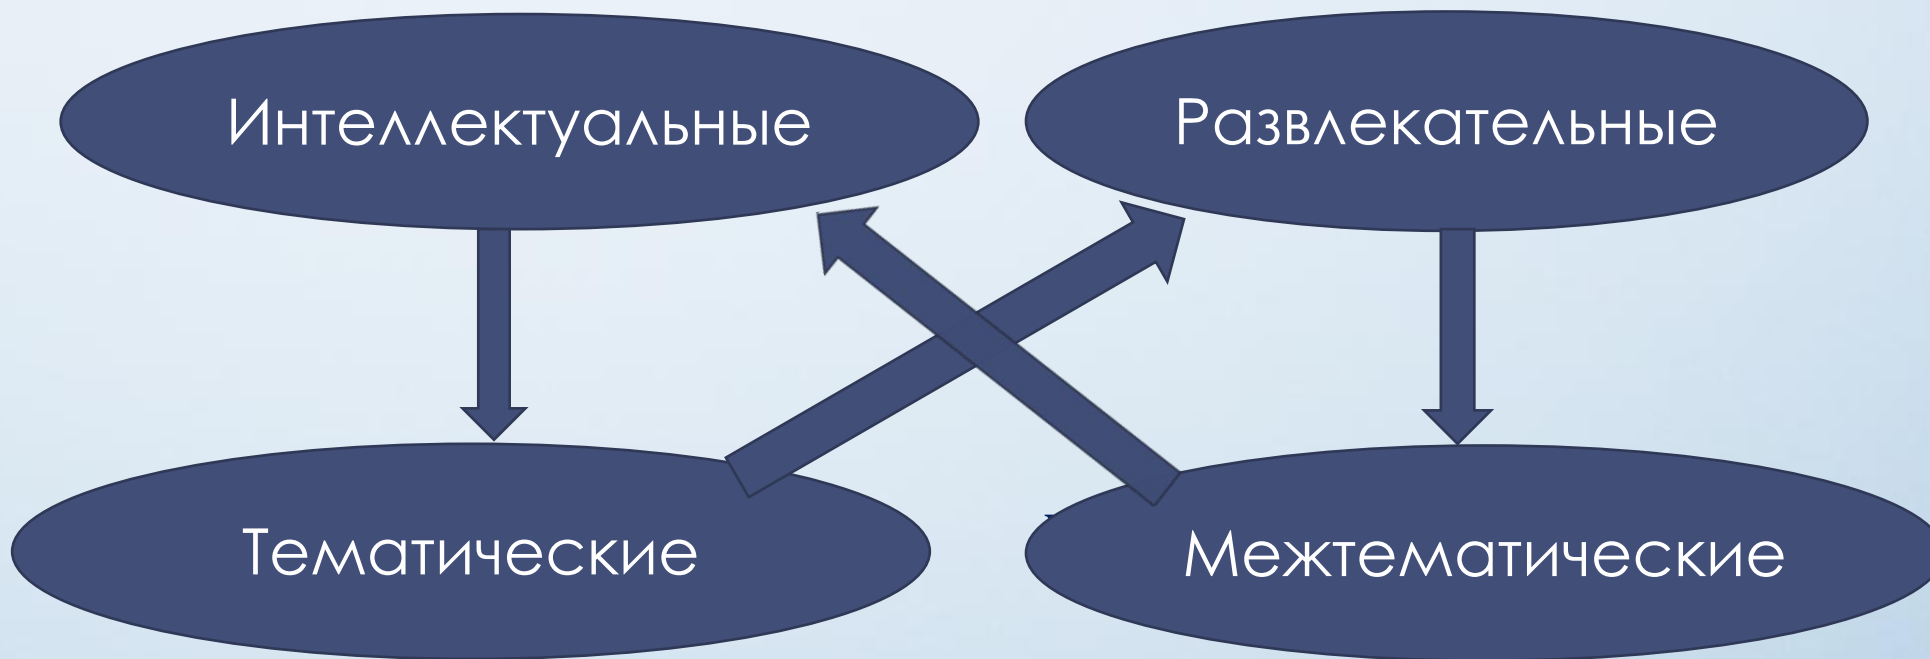 Интеллектуальные
Развлекательные
Тематические
Межтематические